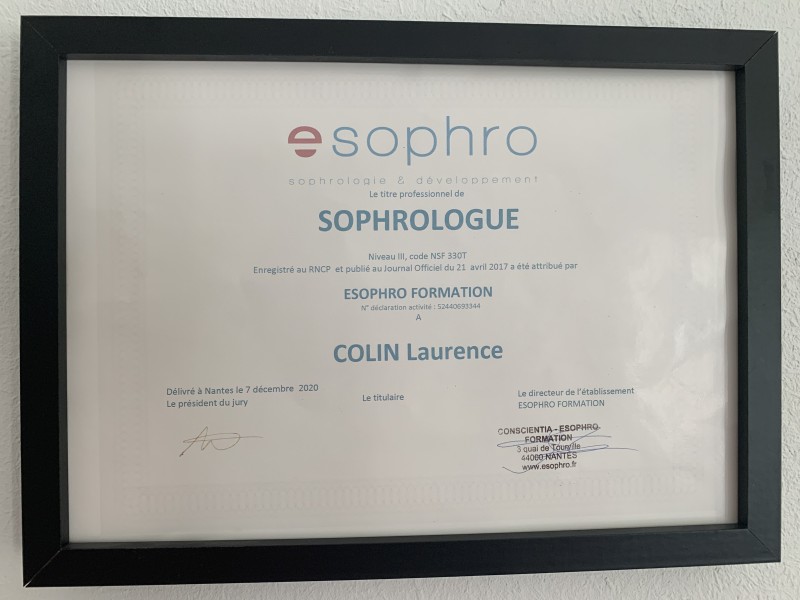 esophro
sophrologie & développement
Le titre professionnel de
SOPHROLOGUE
Niveau III, code NSF 330T
Enregistré au RNCP et publié au Journal Officiel du 21 avril 2017 a été attribué par
ESOPHRO FORMATION
N° déclaration activité : 52440693344
A
COLIN Laurence
Délivré à Nantes le 7 décembre 2020
Le président du jury
Le titulaire
Le directeur de l'établissement
ESOPHRO FORMATION
CONSCIENTIA - ESOPHRO
FORMATION
3 quai de Tourville
44000 NANTES
www.esophro.fr